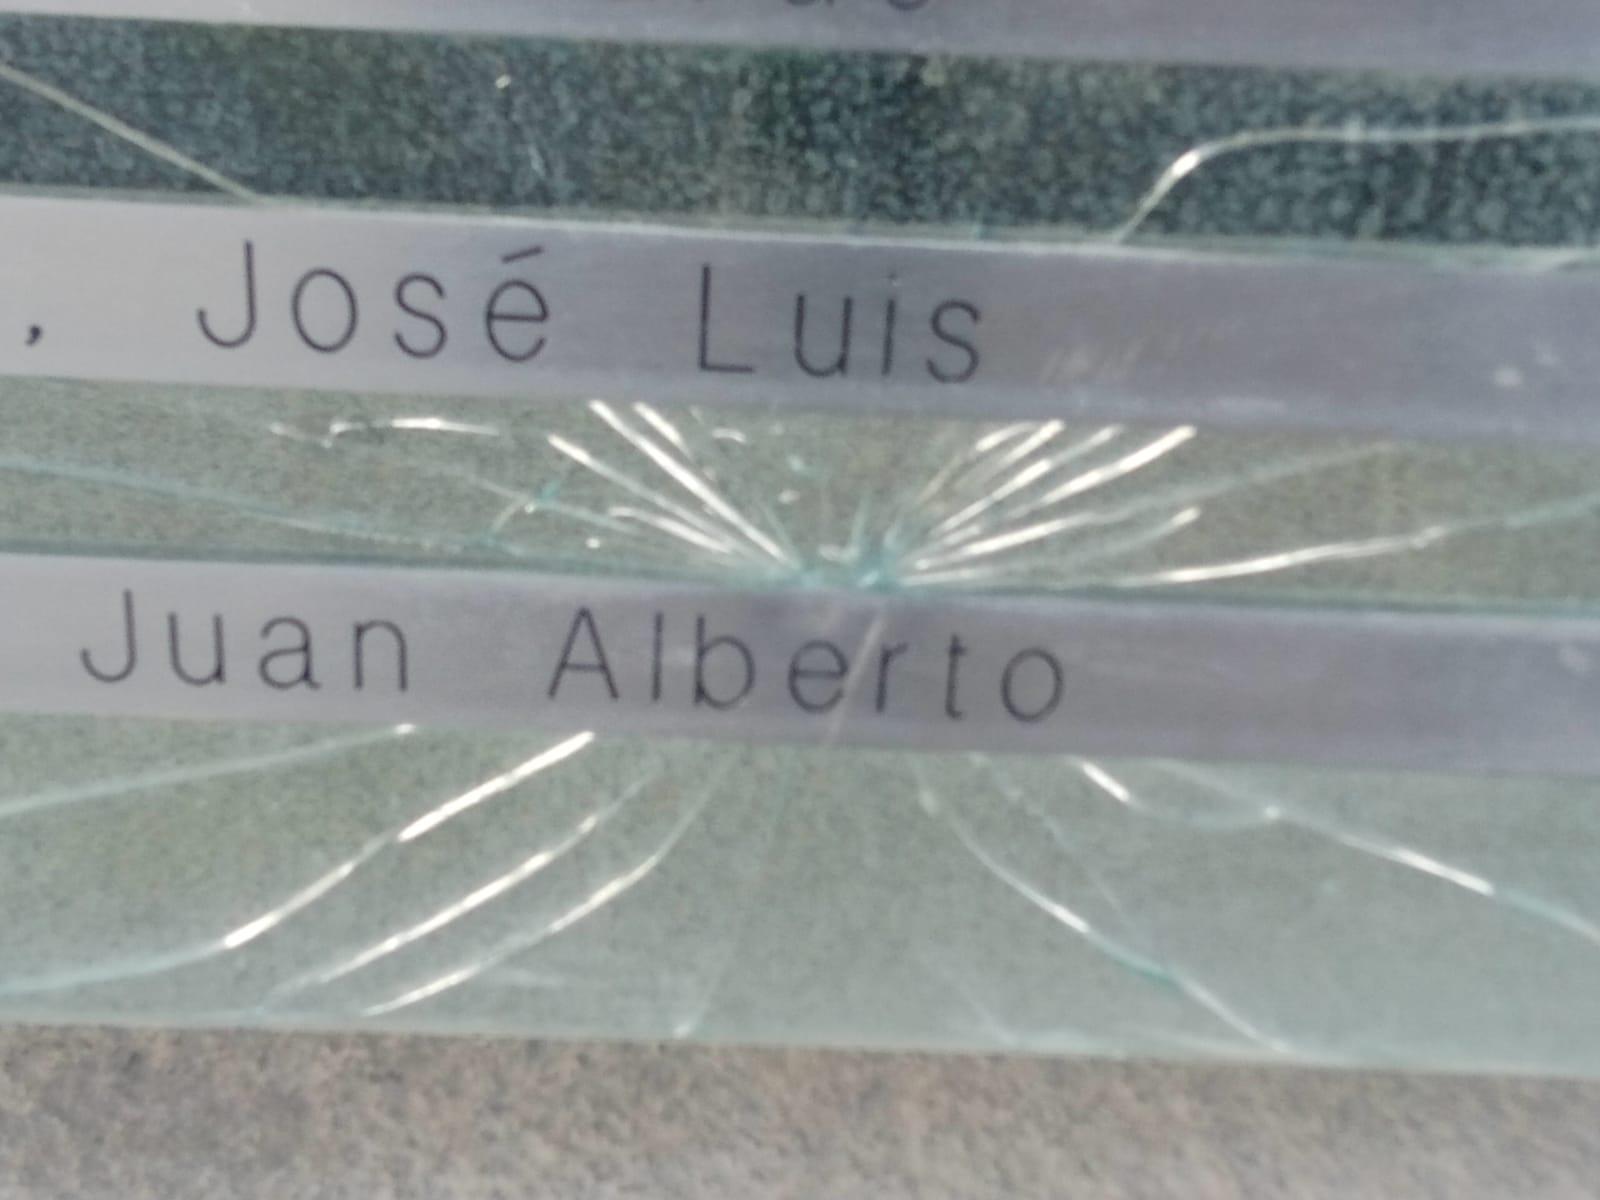 , José Luis
Juan Alberto